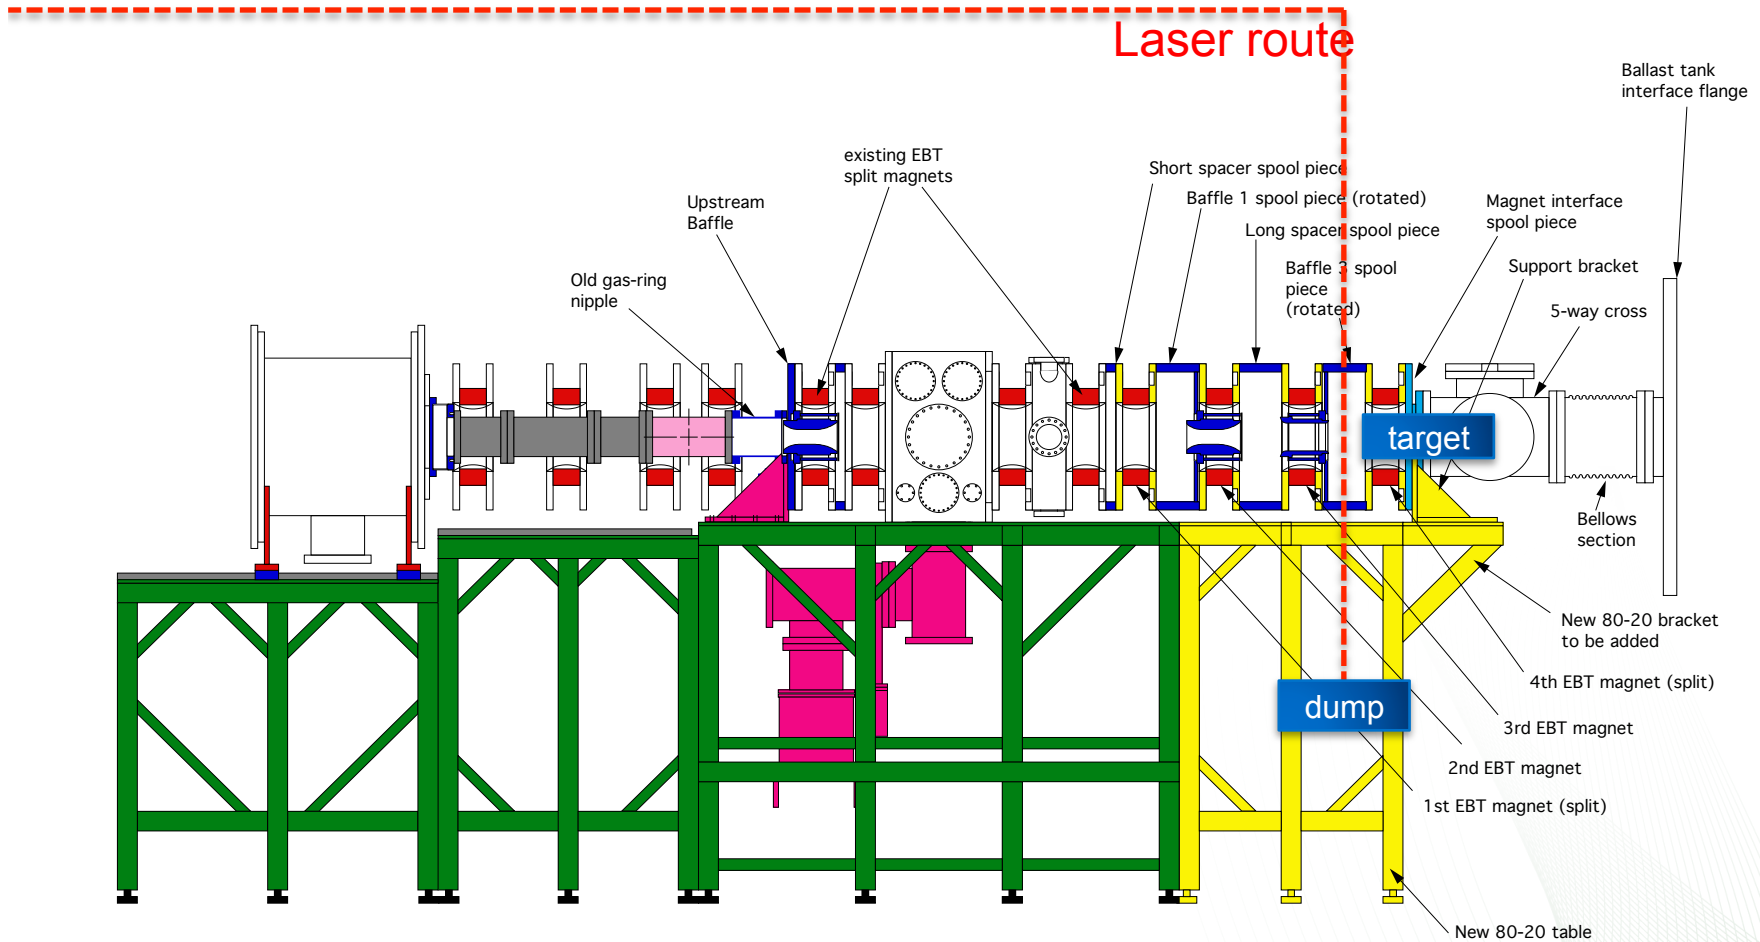 Laser route
Ballast tank
interface flange
existing EBT
split magnets
Short spacer spool piece
Upstream
Baffle
Baffle 1 spool piece (rotated)
Magnet interface
spool piece
Long spacer spool piece
Old gas-ring
nipple
Baffle 3 spool
piece
(rotated)
Support bracket
5-way cross
target
Bellows
section
New 80-20 bracket
to be added
4th EBT magnet (split)
dump
3rd EBT magnet
2nd EBT magnet
1st EBT magnet (split)
New 80-20 table